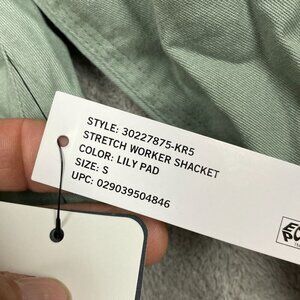 STYLE: 30227875-KR5
STRETCH WORKER SHACKET
COLOR: LILY PAD
SIZE: S
UPC: 029039504846